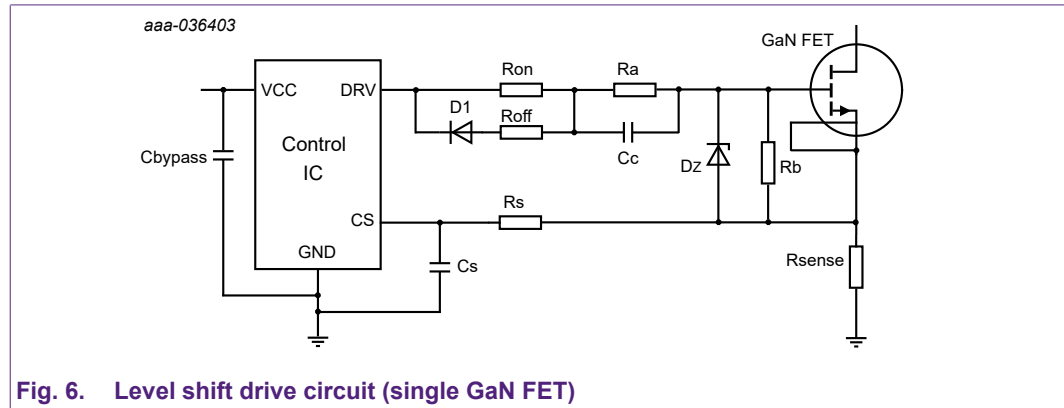 aaa-036403
GaN FET
VCC
DRV
Ron
Ra
D1
Roff
Control
IC
Cbypass
Cc
Dz
Rb
CS
Rs
GND
Cs
Rsense
Fig. 6. Level shift drive circuit (single GaN FET)